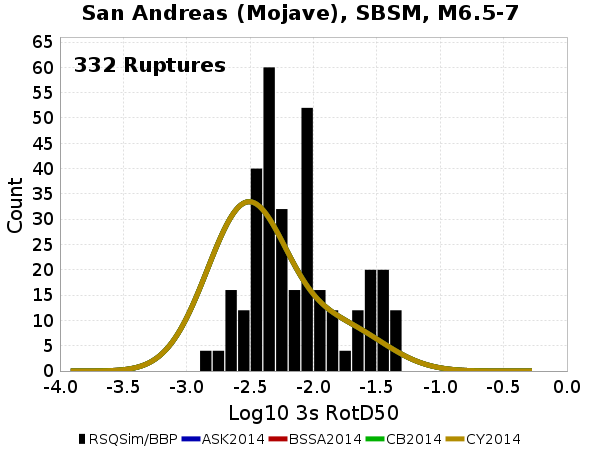 San Andreas (Mojave), SBSM, M6.5-7
332 Ruptures
65
60
55
50
45
40
35
30
25
20
15
10
5
0
Count
-4.0 -3.5 -3.0 -2.5 -2.0 -1.5 -1.0 -0.5 0.0
Log10 3s RotD50
RSQSim/BBP ASK2014 BSSA2014 CB2014 CY2014